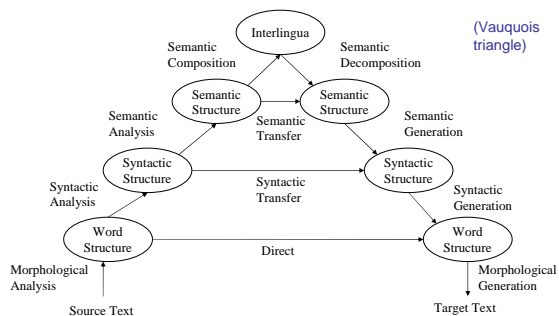 (Vauquois
triangle)
Interlingua
Semantic
Composition
Semantic
Decomposition
Semantic
Structure
Semantic
Structure
Semantic
Analysis
Semantic
Transfer
Semantic
Generation
Syntactic
Structure
Syntactic
Structure
Syntactic
Analysis
Syntactic
Transfer
Syntactic
Generation
Word
Structure
Word
Structure
Direct
Morphological
Analysis
Morphological
Generation
Source Text
Target Text